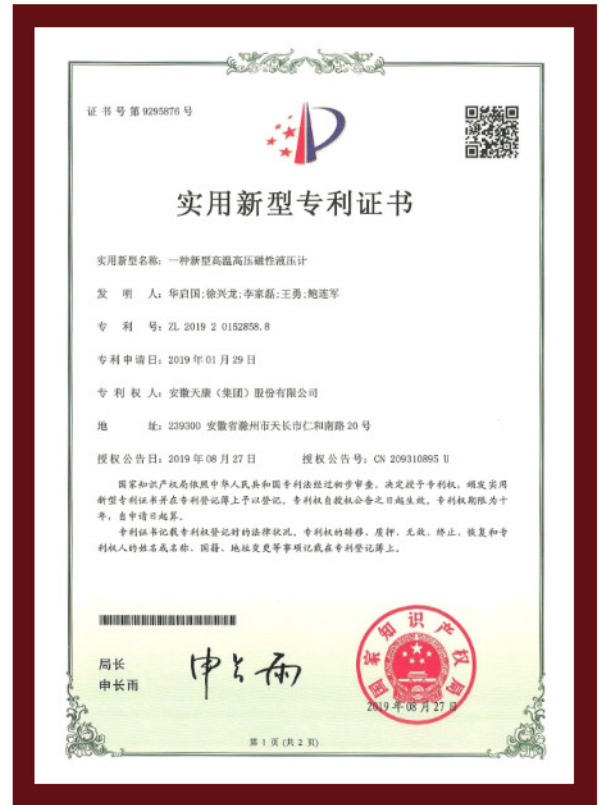 证书号第9295876号
实用新型专利证书
实用新型名称：一种新型高温高压磁性液压计
发明人：华启国;徐兴龙;李家磊;王勇;鲍连军
专利号：ZL 2019 2 0152858.8
专利申请日：2019年01月29日
专利权人：安徽天康（集团）股份有限公司
地址：239300 安徽省滁州市天长市仁和南路20号
授权公告日：2019年08月27日 授权公告号：CN 209310895 U
国家知识产权局依照中华人民共和国专利法经过初步审查，决定授予专利权，颁发实用
新型专利证书并在专利登记簿上予以登记。专利权自授权公告之日起生效。专利权期限为十
年，自申请日起算。
专利证书记载专利权登记时的法律状况。专利权的转移、质押、无效、终止、恢复和专
利权人的姓名或名称、国籍、地址变更等事项记载在专利登记簿上。
局长
申长雨
申长雨
国家知识产权局
2019年08月27日
第 1 页 (共 2 页)